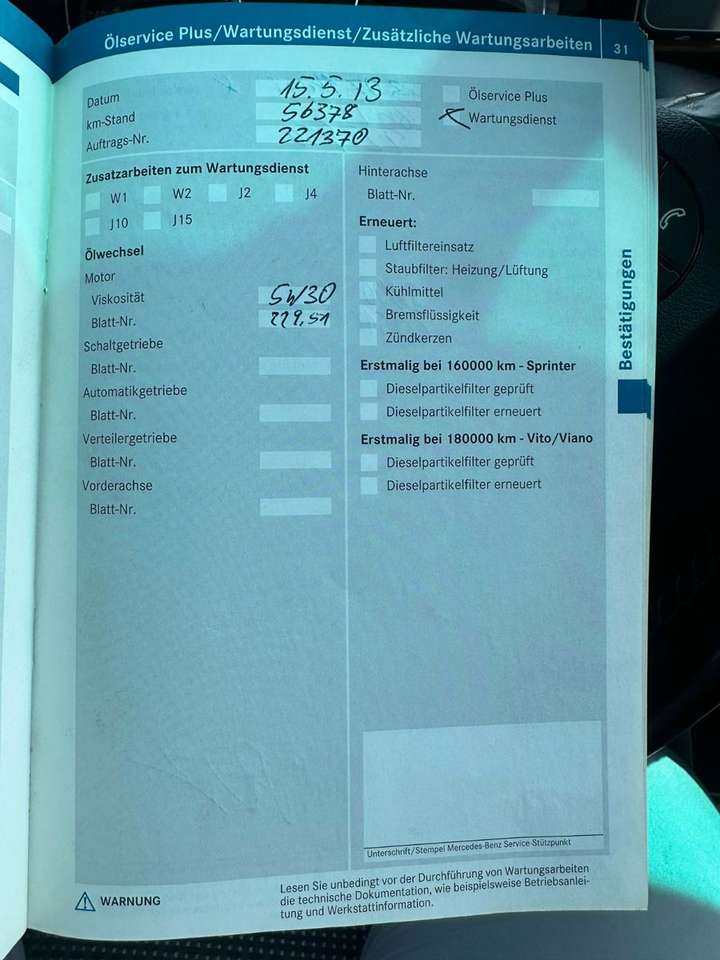 Ölservice Plus/Wartungsdienst/Zusätzliche Wartungsarbeiten 31
Datum 15.5.13
km-Stand 56378
Auftrags-Nr. 221370
Ölservice Plus
Wartungsdienst
Zusatzarbeiten zum Wartungsdienst
W1 W2 J2 J4
J10 J15
Ölwechsel
Motor
Viskosität 5W30
Blatt-Nr. 229.51
Schaltgetriebe
Blatt-Nr.
Automatikgetriebe
Blatt-Nr.
Verteilergetriebe
Blatt-Nr.
Vorderachse
Blatt-Nr.
Hinterachse
Blatt-Nr.
Erneuert:
Luftfiltereinsatz
Staubfilter: Heizung/Lüftung
Kühlmittel
Bremsflüssigkeit
Zündkerzen
Erstmalig bei 160000 km - Sprinter
Dieselpartikelfilter geprüft
Dieselpartikelfilter erneuert
Erstmalig bei 180000 km - Vito/Viano
Dieselpartikelfilter geprüft
Dieselpartikelfilter erneuert
Unterschrift/Stempel Mercedes-Benz Service-Stützpunkt
Bestätigungen
WARNUNG
Lesen Sie unbedingt vor der Durchführung von Wartungsarbeiten
die technische Dokumentation, wie beispielsweise Betriebsanlei-
tung und Werkstattinformation.